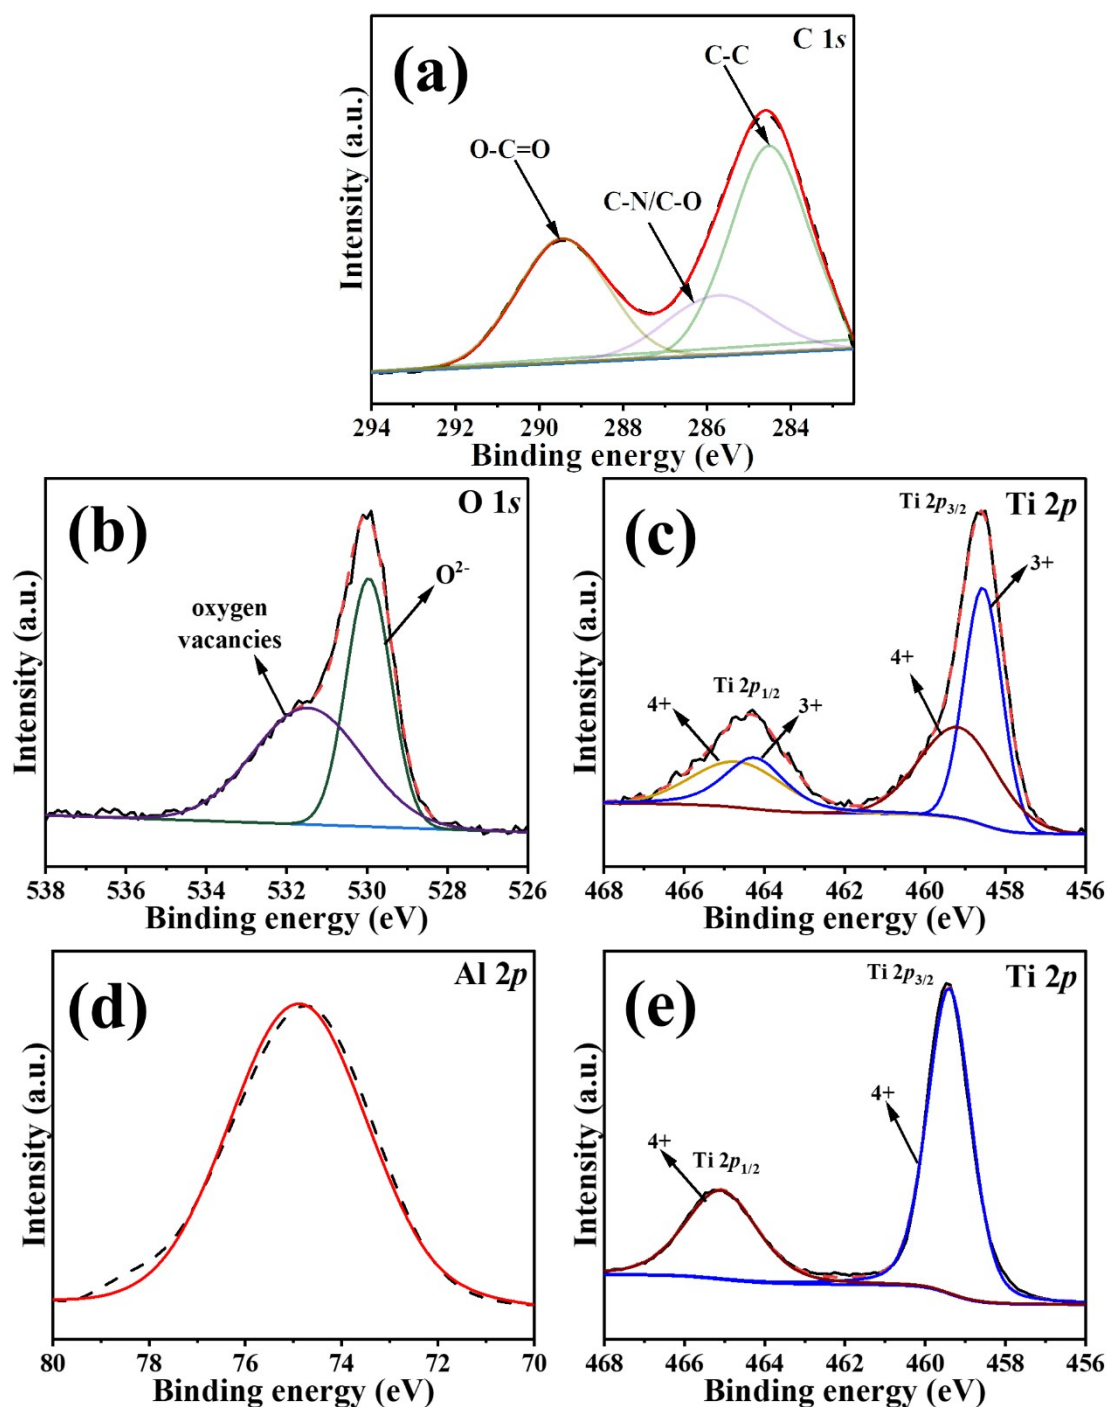 (a)
C 1s
C-C
O-C=O
C-N/C-O
Intensity (a.u.)
294 292 290 288 286 284
Binding energy (eV)
(b)
O 1s
O²⁻
oxygen
vacancies
Intensity (a.u.)
538 536 534 532 530 528 526
Binding energy (eV)
(c)
Ti 2p₃/₂
Ti 2p
3+
4+
Ti 2p₁/₂
4+
3+
Intensity (a.u.)
468 466 464 462 460 458 456
Binding energy (eV)
(d)
Al 2p
Intensity (a.u.)
80 78 76 74 72 70
Binding energy (eV)
(e)
Ti 2p₃/₂
Ti 2p
4+
4+
Ti 2p₁/₂
Intensity (a.u.)
468 466 464 462 460 458 456
Binding energy (eV)